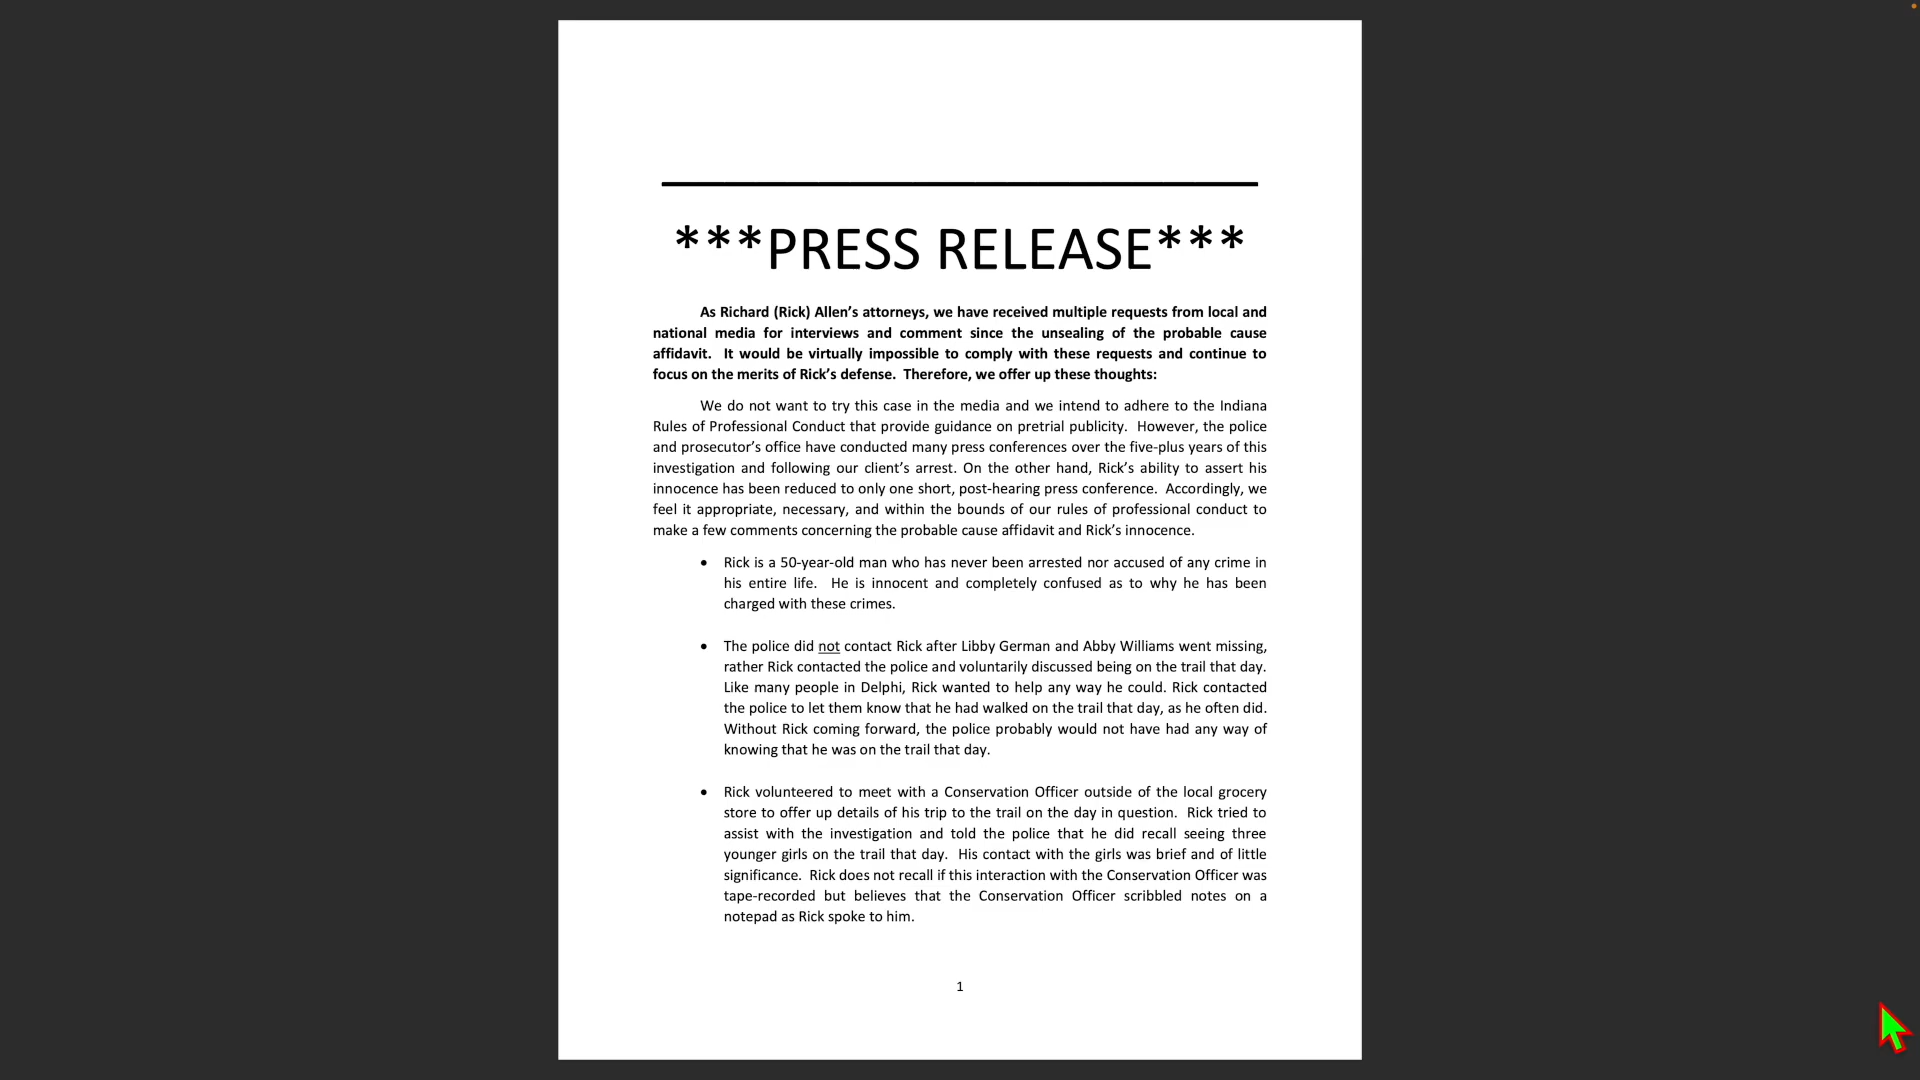 ***PRESS RELEASE***
As Richard (Rick) Allen’s attorneys, we have received multiple requests from local and
national media for interviews and comment since the unsealing of the probable cause
affidavit.  It would be virtually impossible to comply with these requests and continue to
focus on the merits of Rick’s defense.  Therefore, we offer up these thoughts:
We do not want to try this case in the media and we intend to adhere to the Indiana
Rules of Professional Conduct that provide guidance on pretrial publicity.  However, the police
and prosecutor’s office have conducted many press conferences over the five-plus years of this
investigation and following our client’s arrest. On the other hand, Rick’s ability to assert his
innocence has been reduced to only one short, post-hearing press conference.  Accordingly, we
feel it appropriate, necessary, and within the bounds of our rules of professional conduct to
make a few comments concerning the probable cause affidavit and Rick’s innocence.
• Rick is a 50-year-old man who has never been arrested nor accused of any crime in
his entire life.  He is innocent and completely confused as to why he has been
charged with these crimes.
• The police did not contact Rick after Libby German and Abby Williams went missing,
rather Rick contacted the police and voluntarily discussed being on the trail that day.
Like many people in Delphi, Rick wanted to help any way he could. Rick contacted
the police to let them know that he had walked on the trail that day, as he often did.
Without Rick coming forward, the police probably would not have had any way of
knowing that he was on the trail that day.
• Rick volunteered to meet with a Conservation Officer outside of the local grocery
store to offer up details of his trip to the trail on the day in question.  Rick tried to
assist with the investigation and told the police that he did recall seeing three
younger girls on the trail that day.  His contact with the girls was brief and of little
significance.  Rick does not recall if this interaction with the Conservation Officer was
tape-recorded but believes that the Conservation Officer scribbled notes on a
notepad as Rick spoke to him.
1